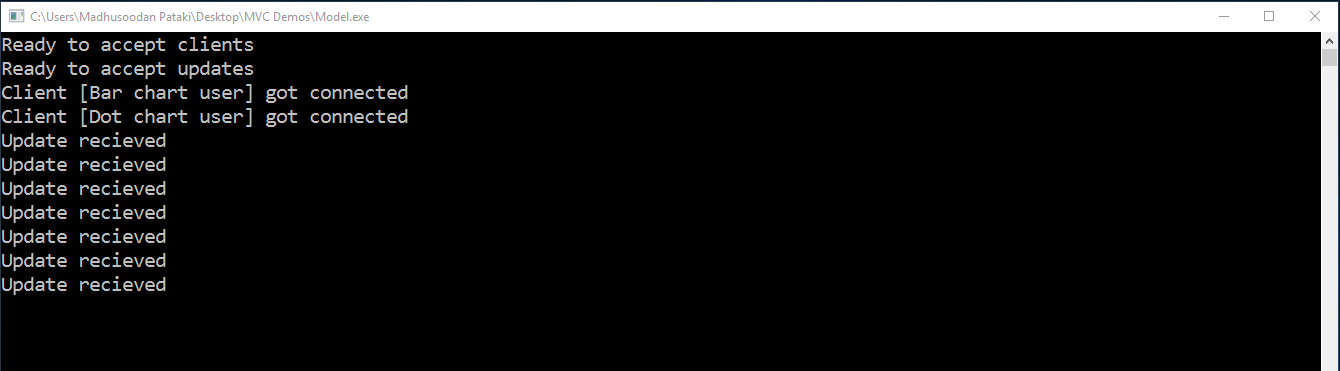 C:\Users\Madhusoodan Pataki\Desktop\MVC Demos\Model.exe
Ready to accept clients
Ready to accept updates
Client [Bar chart user] got connected
Client [Dot chart user] got connected
Update recieved
Update recieved
Update recieved
Update recieved
Update recieved
Update recieved
Update recieved